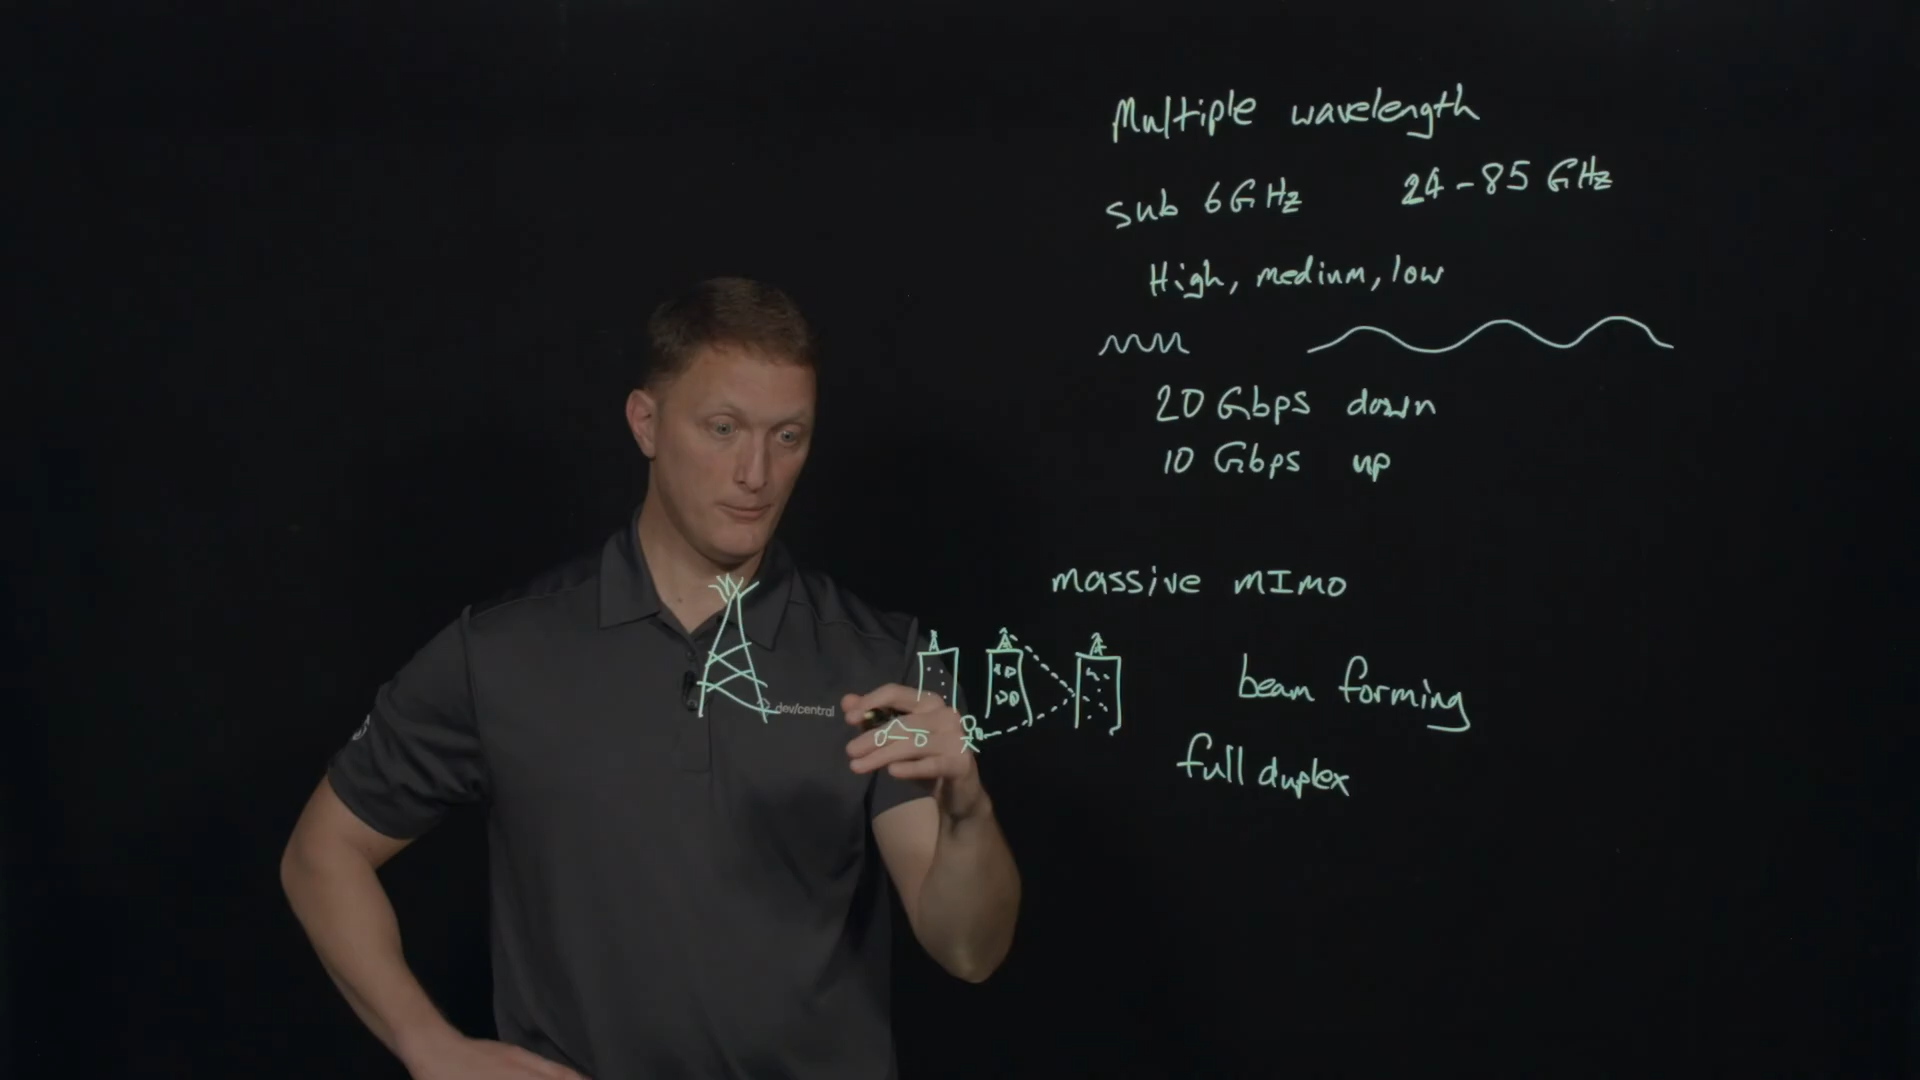 Multiple wavelength
sub 6GHz 24-85 GHz
High, medium, low
20 Gbps down
10 Gbps up
massive mImo
beam forming
full duplex
dev/central